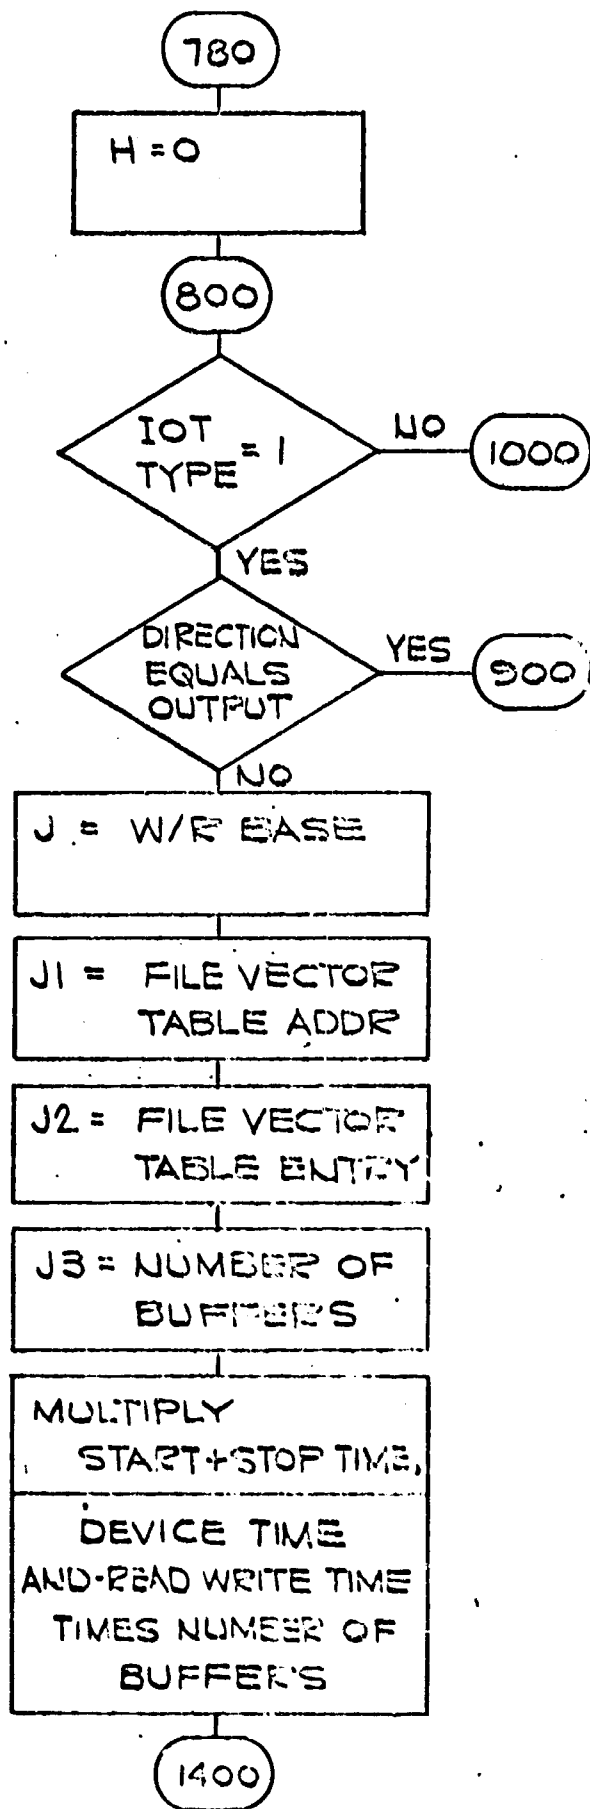 780
H = 0
800
IOT
TYPE = 1
NO
1000
YES
DIRECTION
EQUALS
OUTPUT
YES
900
NO
J = W/R BASE
J1 = FILE VECTOR
TABLE ADDR
J2 = FILE VECTOR
TABLE ENTRY
J3 = NUMBER OF
BUFFERS
MULTIPLY
START + STOP TIME,
DEVICE TIME
AND-READ WRITE TIME
TIMES NUMBER OF
BUFFERS
1400